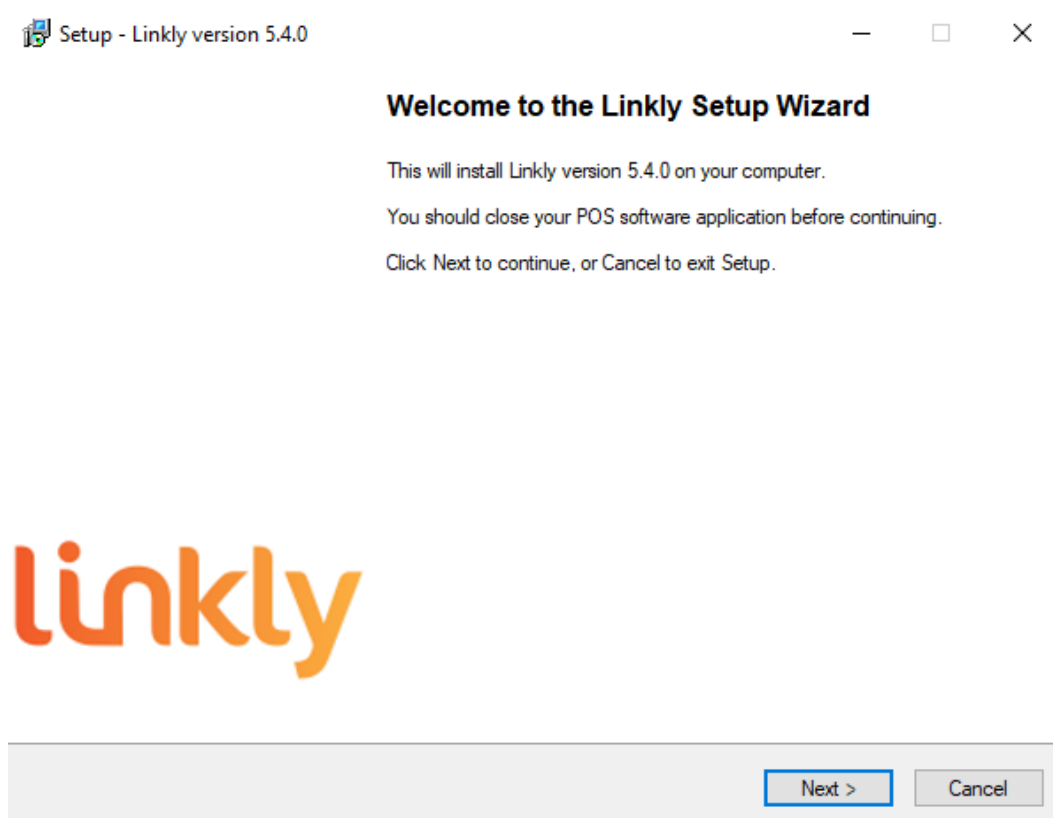 Setup - Linkly version 5.4.0
Welcome to the Linkly Setup Wizard
This will install Linkly version 5.4.0 on your computer.
You should close your POS software application before continuing.
Click Next to continue, or Cancel to exit Setup.
linkly
Next >
Cancel